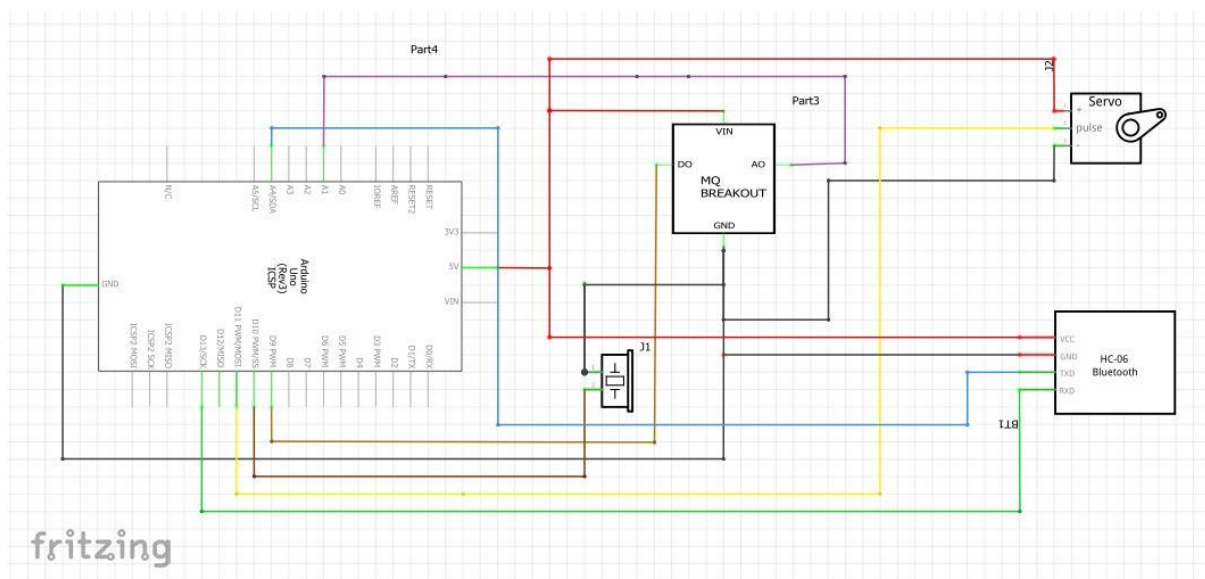 Part4
J2
Part3
Servo
+
pulse
-
VIN
DO
AO
MQ
BREAKOUT
GND
N/C
A5/SCL
A4/SDA
A3
A2
A1
A0
IOREF
AREF
RESET2
RESET
3V3
5V
VIN
GND
Arduino
Uno
(Rev3)
ICSP
ICSP2 MOSI
ICSP2 SCK
ICSP2 MISO
D13/SCK
D12/MISO
D11 PWM/MOSI
D10 PWM/SS
D9 PWM
D8
D7
D6 PWM
D5 PWM
D4
D3 PWM
D2
D1/TX
D0/RX
J1
1
2
VCC
GND
TXD
RXD
HC-06
Bluetooth
BT1
fritzing